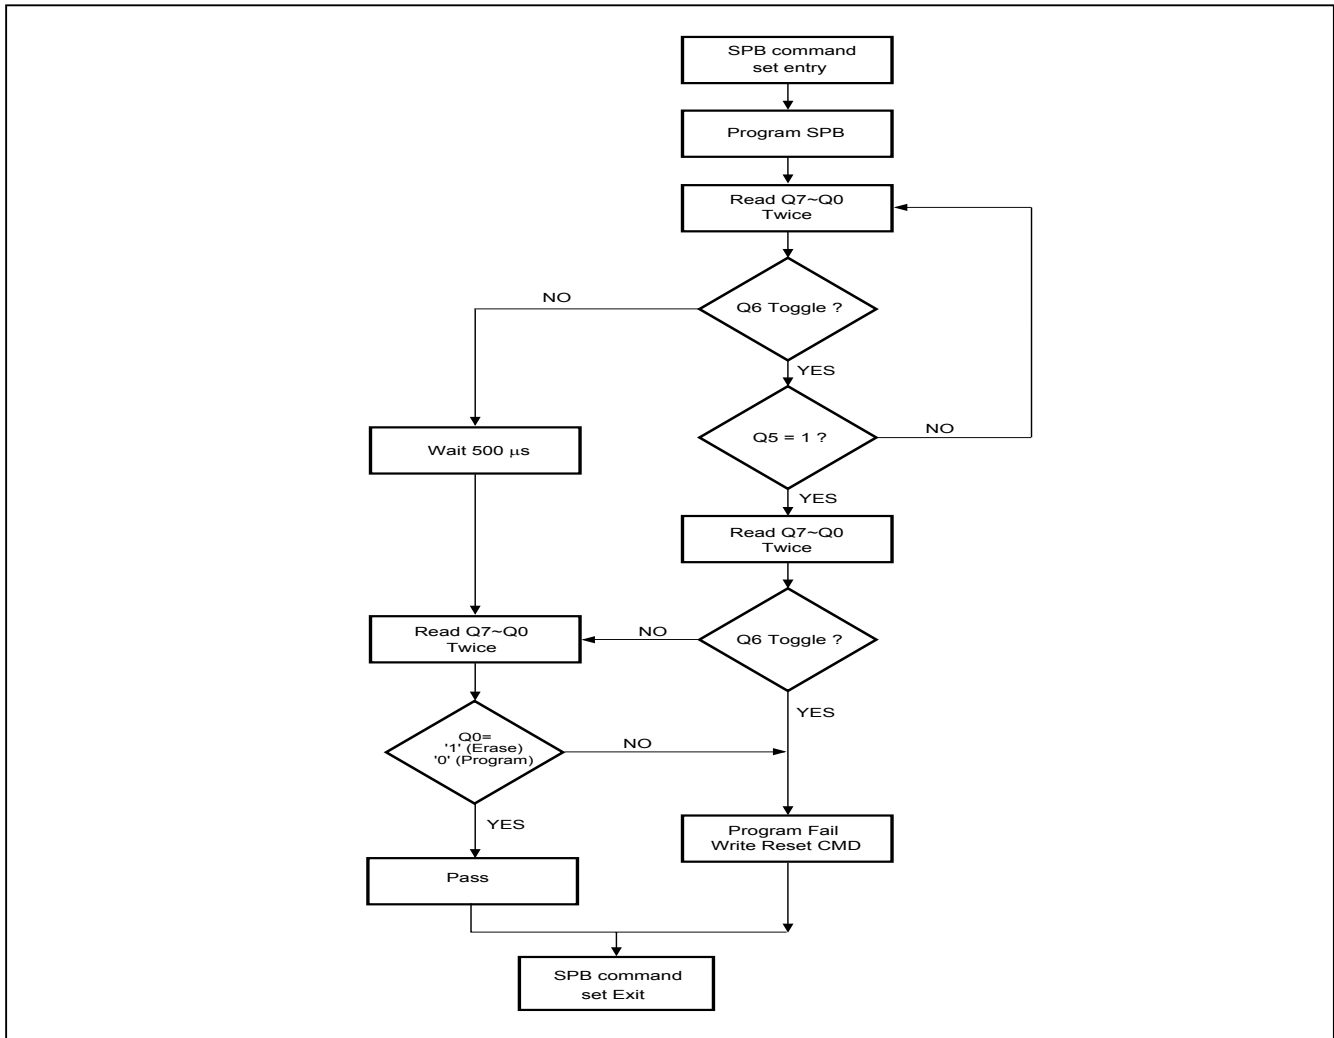 SPB command
set entry
Program SPB
Read Q7~Q0
Twice
Q6 Toggle ?
NO
YES
Q5 = 1 ?
NO
Wait 500 μs
YES
Read Q7~Q0
Twice
Read Q7~Q0
Twice
NO
Q6 Toggle ?
YES
Q0=
'1' (Erase)
'0' (Program)
NO
YES
Program Fail
Write Reset CMD
Pass
SPB command
set Exit